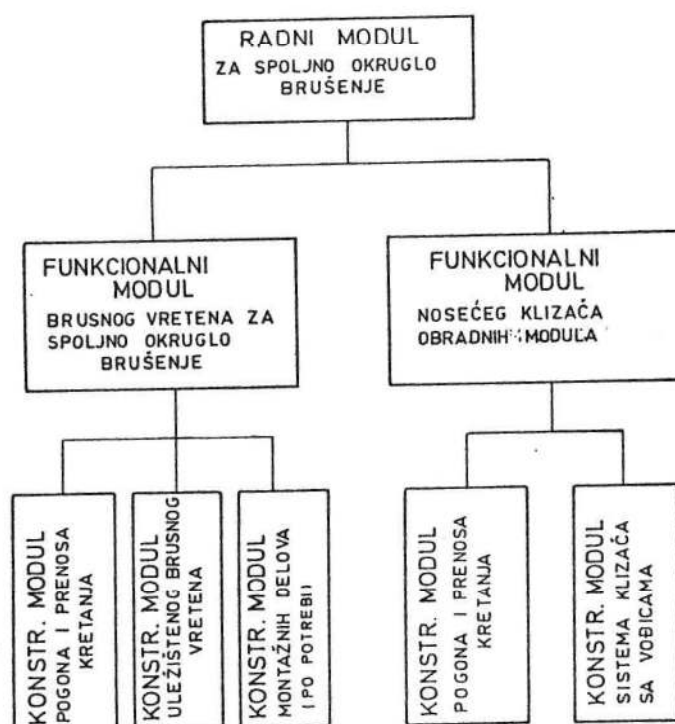 RADNI MODUL
ZA SPOLJNO OKRUGLO
BRUŠENJE
FUNKCIONALNI
MODUL
BRUSNOG VRETENA ZA
SPOLJNO OKRUGLO
BRUŠENJE
FUNKCIONALNI
MODUL
NOSEĆEG KLIZAČA
OBRADNIH MODULA
KONSTR. MODUL
POGONA I PRENOSA
KRETANJA
KONSTR. MODUL
ULEŽIŠTENOG BRUSNOG
VRETENA
KONSTR. MODUL
MONTAŽNIH DELOVA
(PO POTREBI)
KONSTR. MODUL
POGONA I PRENOSA
KRETANJA
KONSTR. MODUL
SISTEMA KLIZAČA
SA VOĐICAMA